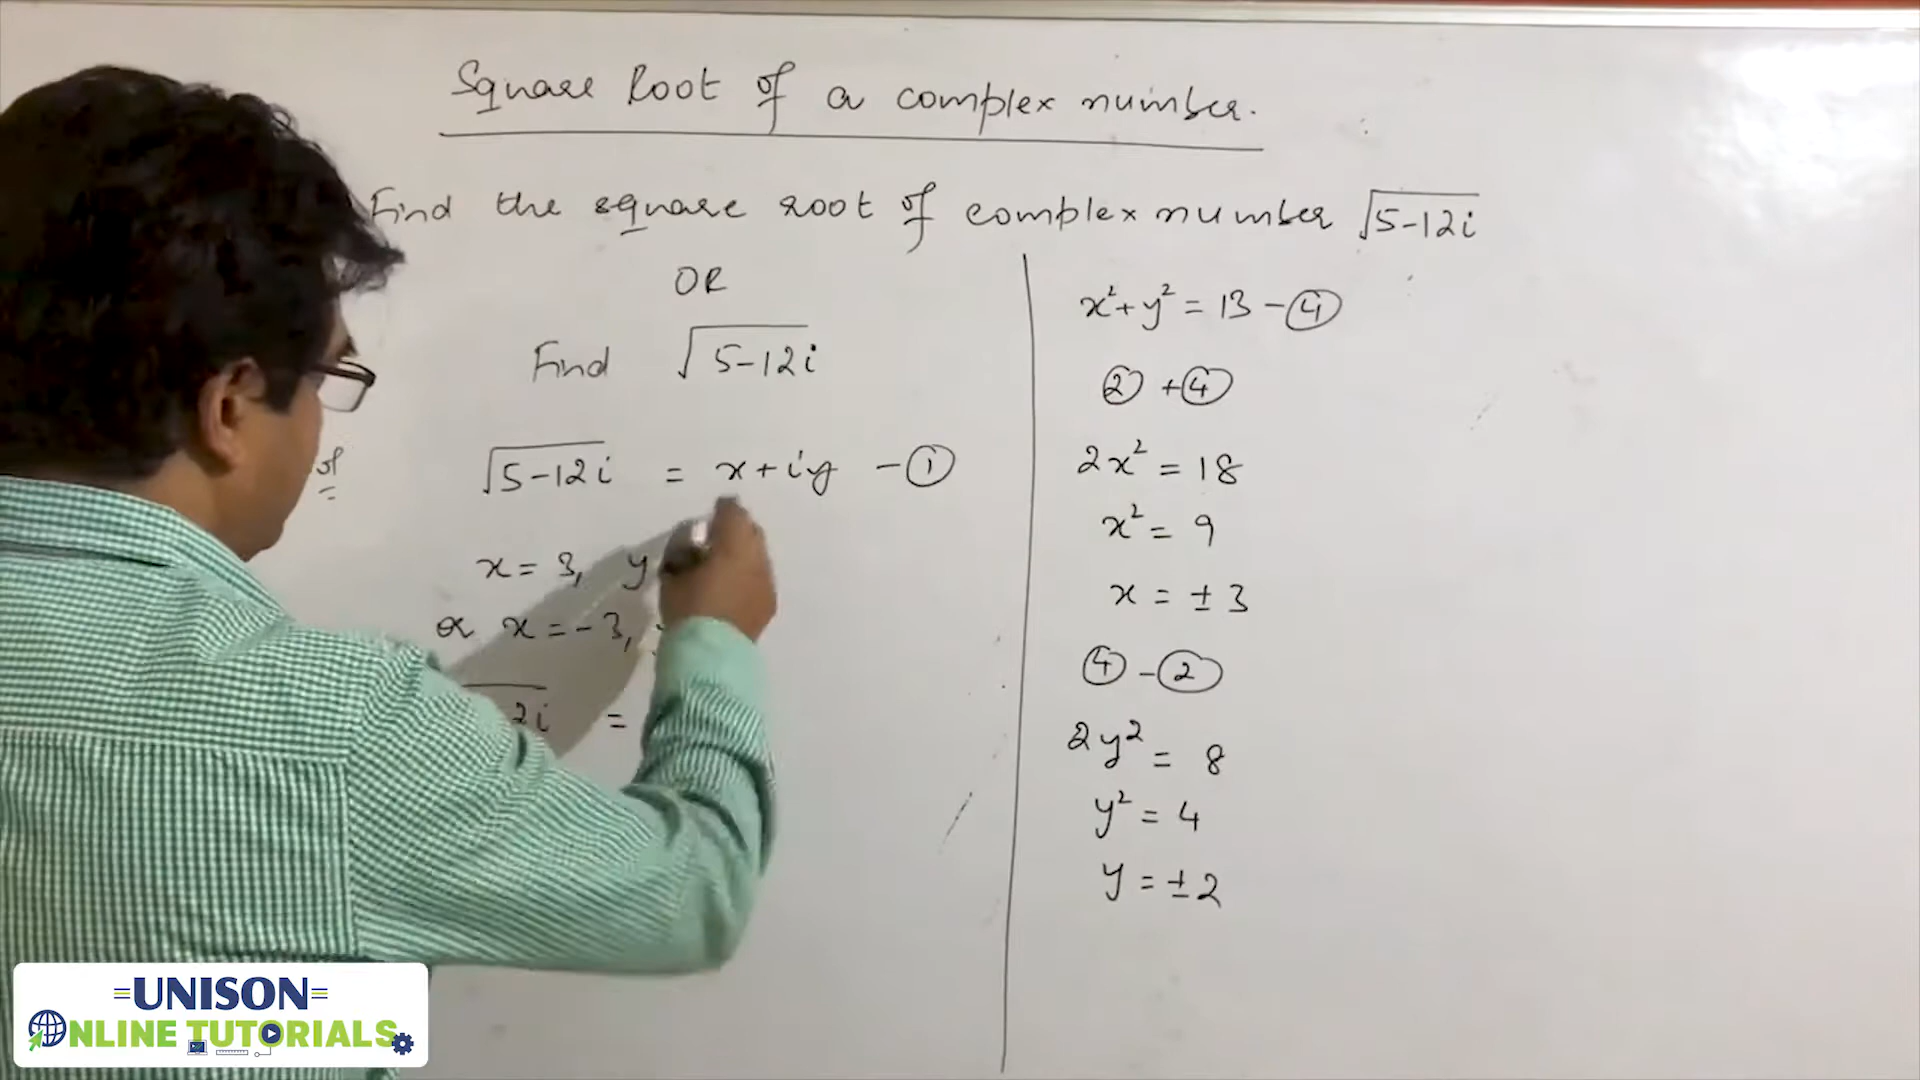 Square Root of a complex number.
Find the square root of complex number √5-12i
OR
Find √5-12i
√5-12i = x+iy -①
x = 3, y
or x = -3,
2i =
x²+y² = 13 -④
② +④
2x² = 18
x² = 9
x = ±3
④ -②
2y² = 8
y² = 4
y = ±2
UNISON
ONLINE TUTORIALS